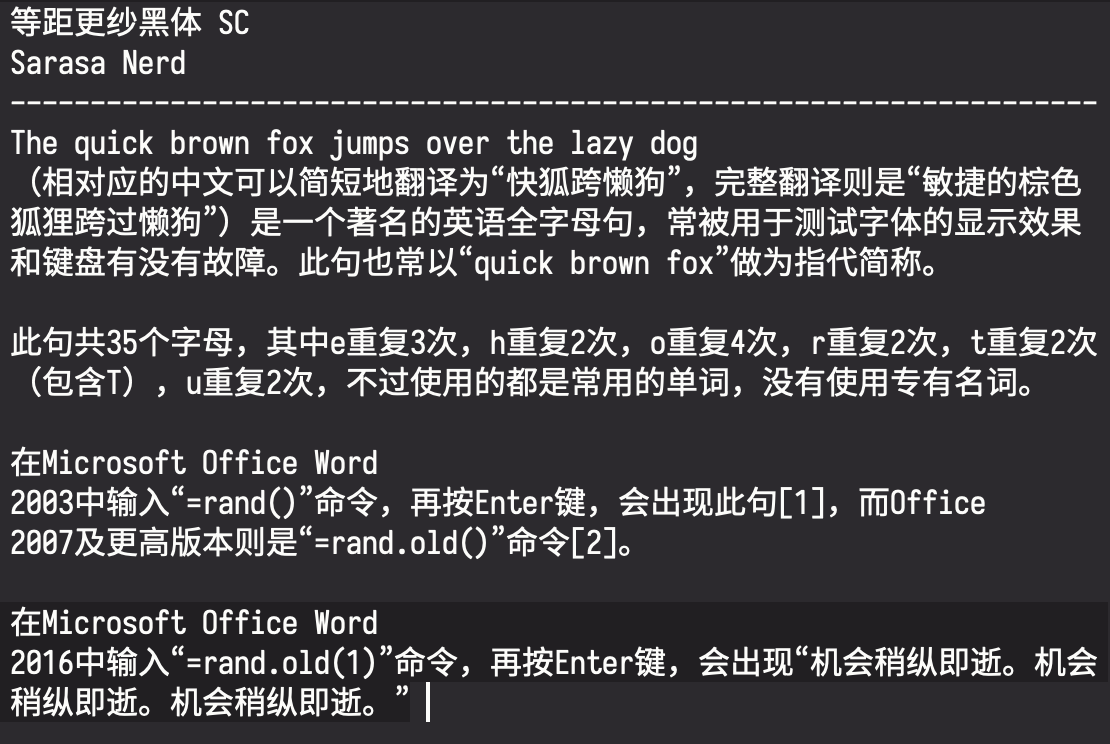 等距更纱黑体 SC
Sarasa Nerd
--------------------------------------------------------------------
The quick brown fox jumps over the lazy dog
（相对应的中文可以简短地翻译为“快狐跨懒狗”，完整翻译则是“敏捷的棕色
狐狸跨过懒狗”）是一个著名的英语全字母句，常被用于测试字体的显示效果
和键盘有没有故障。此句也常以“quick brown fox”做为指代简称。

此句共35个字母，其中e重复3次，h重复2次，o重复4次，r重复2次，t重复2次
（包含T），u重复2次，不过使用的都是常用的单词，没有使用专有名词。

在Microsoft Office Word
2003中输入“=rand()”命令，再按Enter键，会出现此句[1]，而Office
2007及更高版本则是“=rand.old()”命令[2]。

在Microsoft Office Word
2016中输入“=rand.old(1)”命令，再按Enter键，会出现“机会稍纵即逝。机会
稍纵即逝。机会稍纵即逝。”